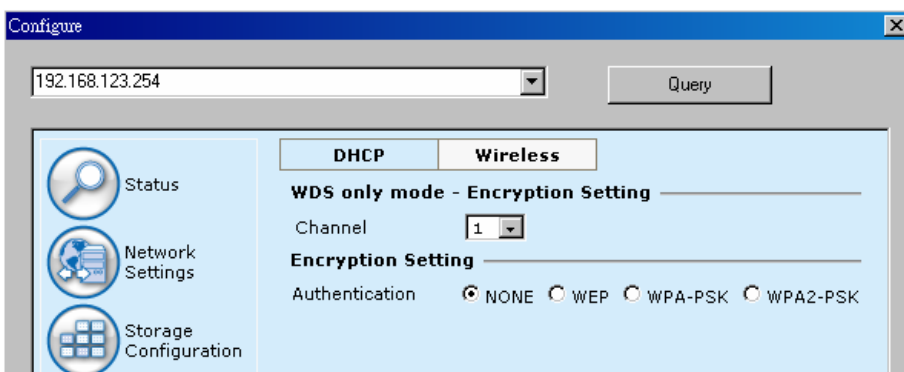 Configure
192.168.123.254
Query
Status
Network
Settings
Storage
Configuration
DHCP
Wireless
WDS only mode - Encryption Setting
Channel
1
Encryption Setting
Authentication
NONE WEP WPA-PSK WPA2-PSK